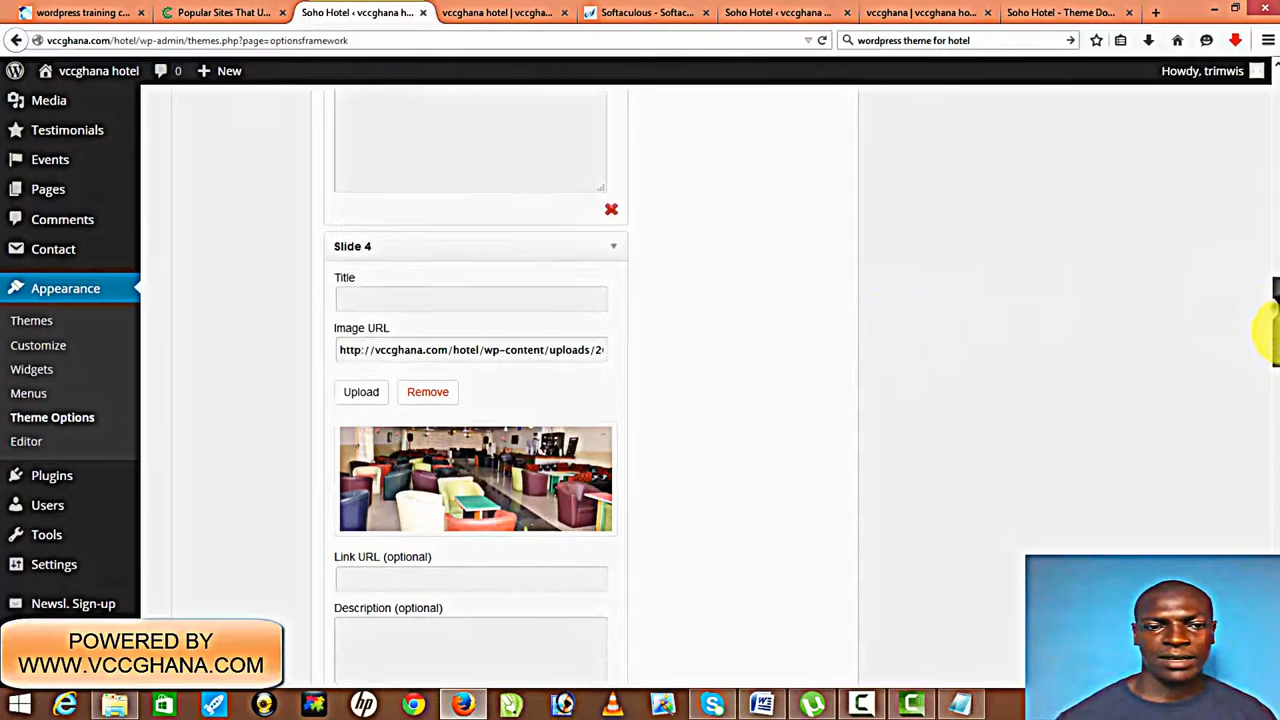 wordpress training c...
Popular Sites That U...
Soho Hotel ‹ vccghana h...
vccghana hotel | vccgha...
Softaculous - Softac...
Soho Hotel ‹ vccghana ...
vccghana | vccghana ho...
Soho Hotel - Theme Do...
vccghana.com/hotel/wp-admin/themes.php?page=optionsframework
wordpress theme for hotel
vccghana hotel
0
New
Howdy, trimwis
Media
Testimonials
Events
Pages
Comments
Contact
Appearance
Themes
Customize
Widgets
Menus
Theme Options
Editor
Plugins
Users
Tools
Settings
Newsl. Sign-up
Slide 4
Title
Image URL
http://vccghana.com/hotel/wp-content/uploads/2
Upload
Remove
Link URL (optional)
Description (optional)
POWERED BY
WWW.VCCGHANA.COM